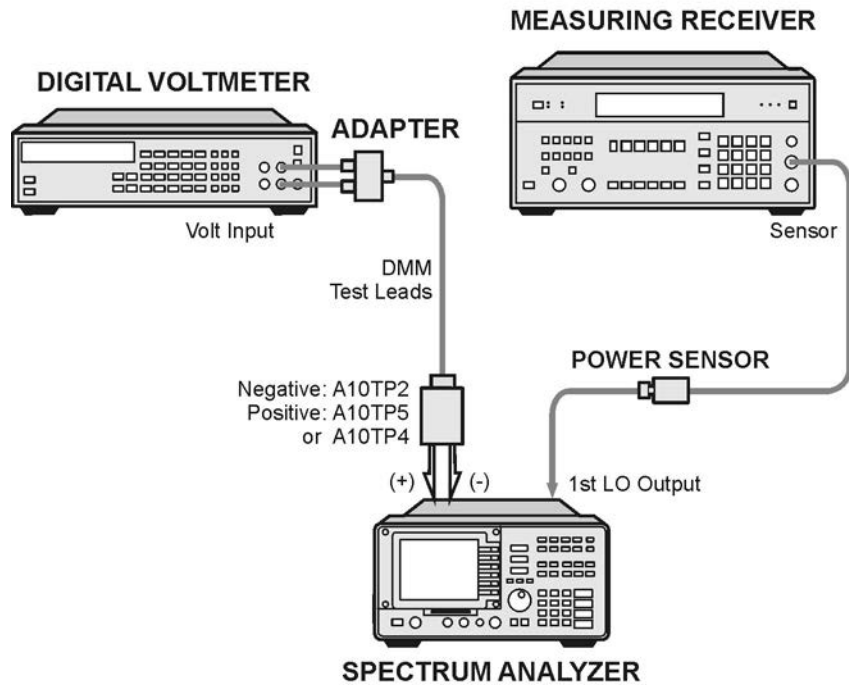 MEASURING RECEIVER
DIGITAL VOLTMETER
ADAPTER
Volt Input
Sensor
DMM
Test Leads
POWER SENSOR
Negative: A10TP2
Positive: A10TP5
or A10TP4
(+)
(-)
1st LO Output
SPECTRUM ANALYZER